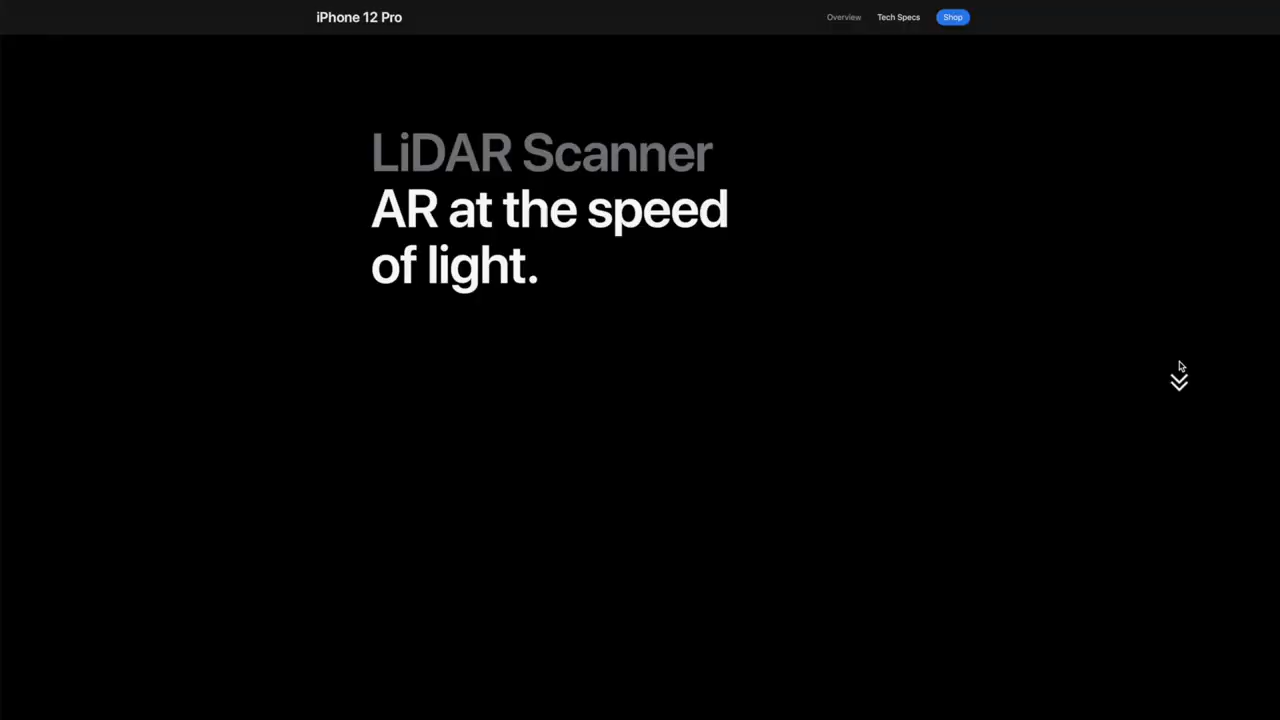 iPhone 12 Pro
Overview
Tech Specs
Shop
LiDAR Scanner
AR at the speed
of light.